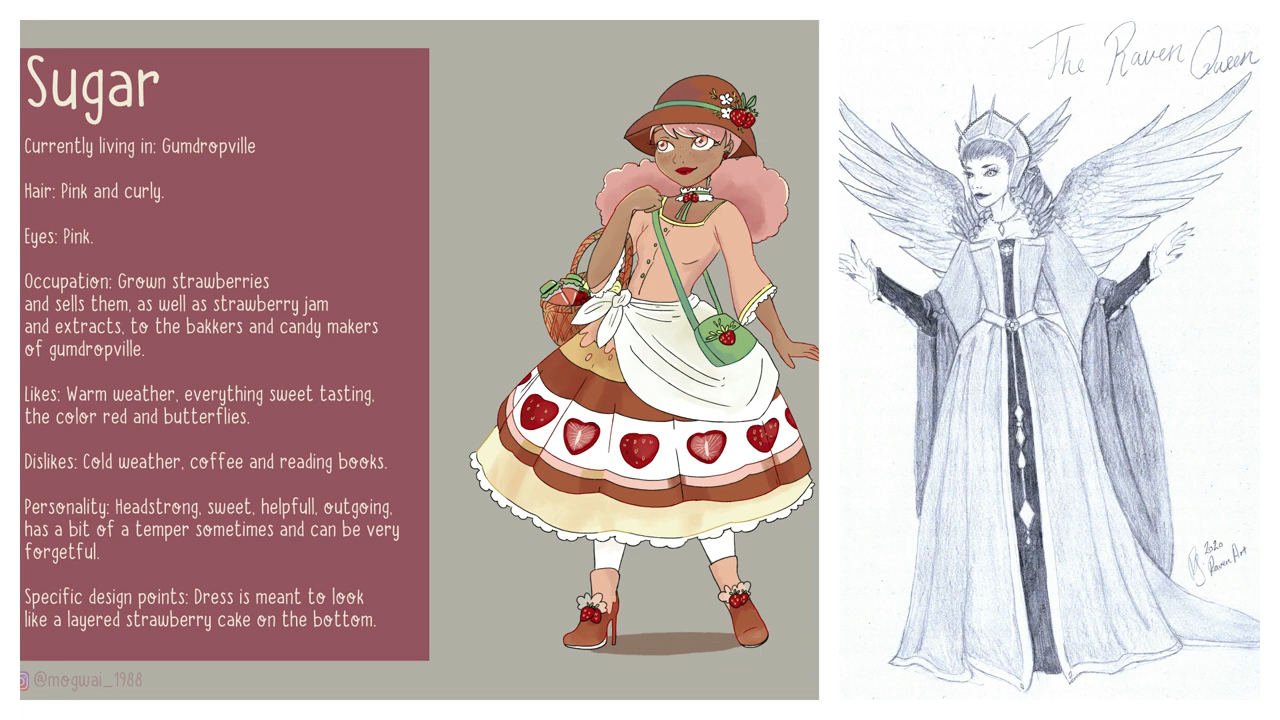 Sugar
Currently living in: Gumdropville
Hair: Pink and curly.
Eyes: Pink.
Occupation: Grown strawberries
and sells them, as well as strawberry jam
and extracts, to the bakkers and candy makers
of gumdropville.
Likes: Warm weather, everything sweet tasting,
the color red and butterflies.
Dislikes: Cold weather, coffee and reading books.
Personality: Headstrong, sweet, helpfull, outgoing,
has a bit of a temper sometimes and can be very
forgetful.
Specific design points: Dress is meant to look
like a layered strawberry cake on the bottom.
@mogwai_1988
The Raven Queen
2020
RavenArt